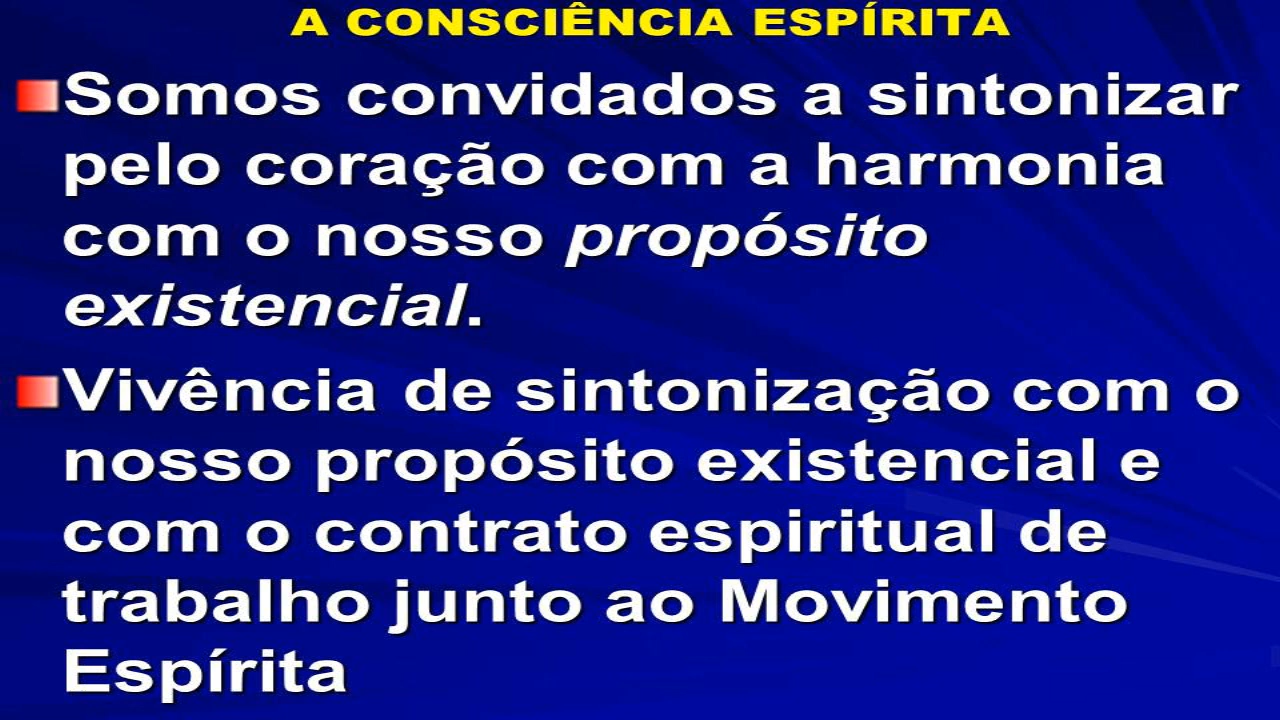 A CONSCIÊNCIA ESPÍRITA
Somos convidados a sintonizar
pelo coração com a harmonia
com o nosso propósito
existencial.
Vivência de sintonização com o
nosso propósito existencial e
com o contrato espiritual de
trabalho junto ao Movimento
Espírita